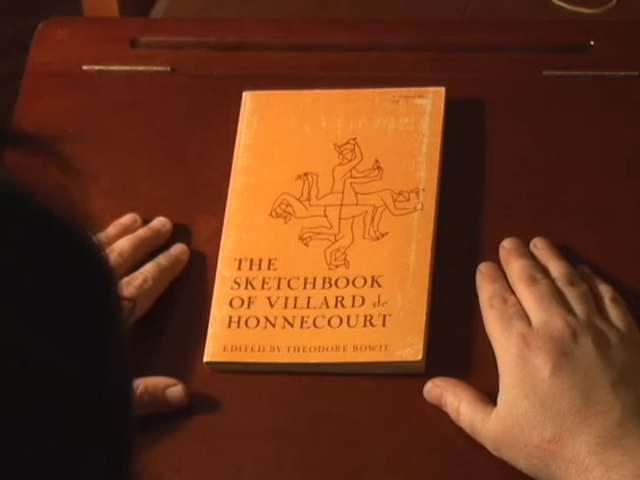 THE
SKETCHBOOK
OF VILLARD de
HONNECOURT
EDITED BY THEODORE BOWIE